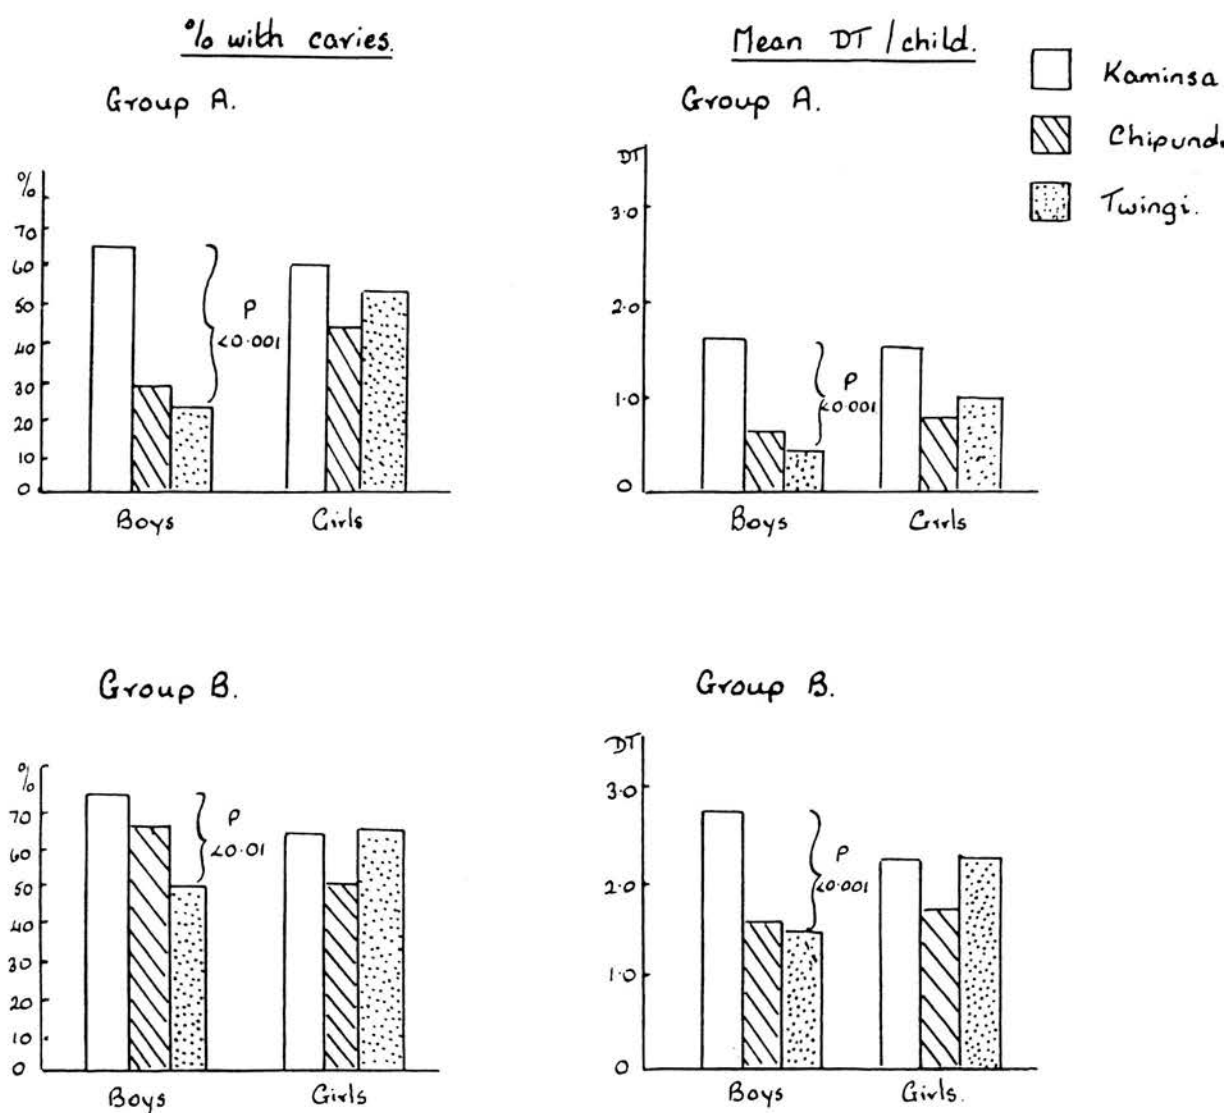 % with caries.
Group A.
%
70
60
50
40
30
20
10
0
P
<0.001
Boys
Girls
Mean DT / child.
Group A.
DT
3.0
2.0
1.0
0
P
<0.001
Boys
Girls
Kaminsa
Chipund
Twingi.
Group B.
%
70
60
50
40
30
20
10
0
P
<0.01
Boys
Girls
Group B.
DT
3.0
2.0
1.0
0
P
<0.001
Boys
Girls.